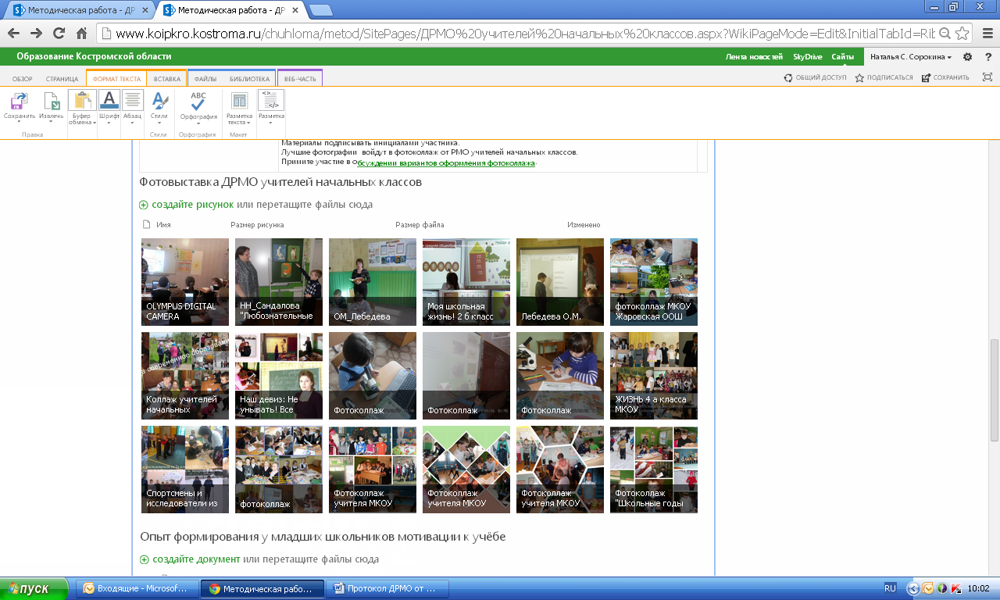 Методическая работа - ДР
Методическая работа - ДР
www.koipkro.kostroma.ru/chuhloma/metod/SitePages/ДРМО%20учителей%20начальных%20классов.aspx?WikiPageMode=Edit&InitialTabId=Rib
Образование Костромской области
Лента новостей SkyDrive Сайты Наталья С. Сорокина
ОБЗОР СТРАНИЦА ФОРМАТ ТЕКСТА ВСТАВКА ФАЙЛЫ БИБЛИОТЕКА ВЕБ-ЧАСТЬ
ОБЩИЙ ДОСТУП ПОДПИСАТЬСЯ СОХРАНИТЬ
ABC
Сохранить Извлечь Буфер обмена Шрифт Абзац Стили Орфография Разметка текста Разметка
Правка Стили Орфография Макет
Материалы подписывать инициалами участника.
Лучшие фотографии войдут в фотоколлаж от РМО учителей начальных классов.
Примите участие в обсуждении вариантов оформления фотоколлажа.
Фотовыставка ДРМО учителей начальных классов
создайте рисунок или перетащите файлы сюда
Имя Размер рисунка Размер файла Изменено
OLYMPUS DIGITAL
CAMERA
НН_Сандалова
"Любознательные
ОМ_Лебедева
Моя школьная
жизнь! 2 б класс
Лебедева О.М.
фотоколлаж МКОУ
Жаровская ООШ
Коллаж учителей
начальных
Наш девиз: Не
унывать! Все
Фотоколлаж
Фотоколлаж
Фотоколлаж
ЖИЗНЬ 4 а класса
МКОУ
Спортсмены и
исследователи из
фотоколлаж
Фотоколлаж
учителя МКОУ
Фотоколлаж
учителя МКОУ
Фотоколлаж
учителя МКОУ
Фотоколлаж
"Школьные годы
Опыт формирования у младших школьников мотивации к учёбе
создайте документ или перетащите файлы сюда
пуск
Входящие - Microsof...
Методическая рабо...
Протокол ДРМО от ...
RU
10:02